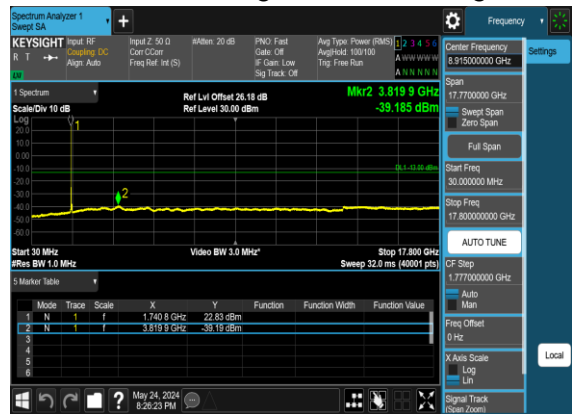 Spectrum Analyzer 1
Swept SA
Frequency
KEYSIGHT
R T
Input: RF
Coupling: DC
Align: Auto
Input Z: 50 Ω
Corr CCorr
Freq Ref: Int (S)
#Atten: 20 dB
PNO: Fast
Gate: Off
IF Gain: Low
Sig Track: Off
Avg Type: Power (RMS)
Avg|Hold: 100/100
Trig: Free Run
1 2 3 4 5 6
A W W W W W
A N N N N N
1 Spectrum
Scale/Div 10 dB
Log
Ref Lvl Offset 26.18 dB
Ref Level 30.00 dBm
Mkr2 3.819 9 GHz
-39.185 dBm
20.0
10.0
0.00
-10.0
-20.0
-30.0
-40.0
-50.0
-60.0
1
2
DL1 -13.00 dBm
Start 30 MHz
#Res BW 1.0 MHz
Video BW 3.0 MHz*
Stop 17.800 GHz
Sweep 32.0 ms (40001 pts)
5 Marker Table
Mode Trace Scale X Y Function Function Width Function Value
1 N 1 f 1.740 8 GHz 22.83 dBm
2 N 1 f 3.819 9 GHz -39.19 dBm
3
4
5
6
May 24, 2024
8:26:23 PM
Center Frequency
8.915000000 GHz
Settings
Span
17.7700000 GHz
Swept Span
Zero Span
Full Span
Start Freq
30.000000 MHz
Stop Freq
17.800000000 GHz
AUTO TUNE
CF Step
1.777000000 GHz
Auto
Man
Freq Offset
0 Hz
X Axis Scale
Log
Lin
Local
Signal Track
(Span Zoom)